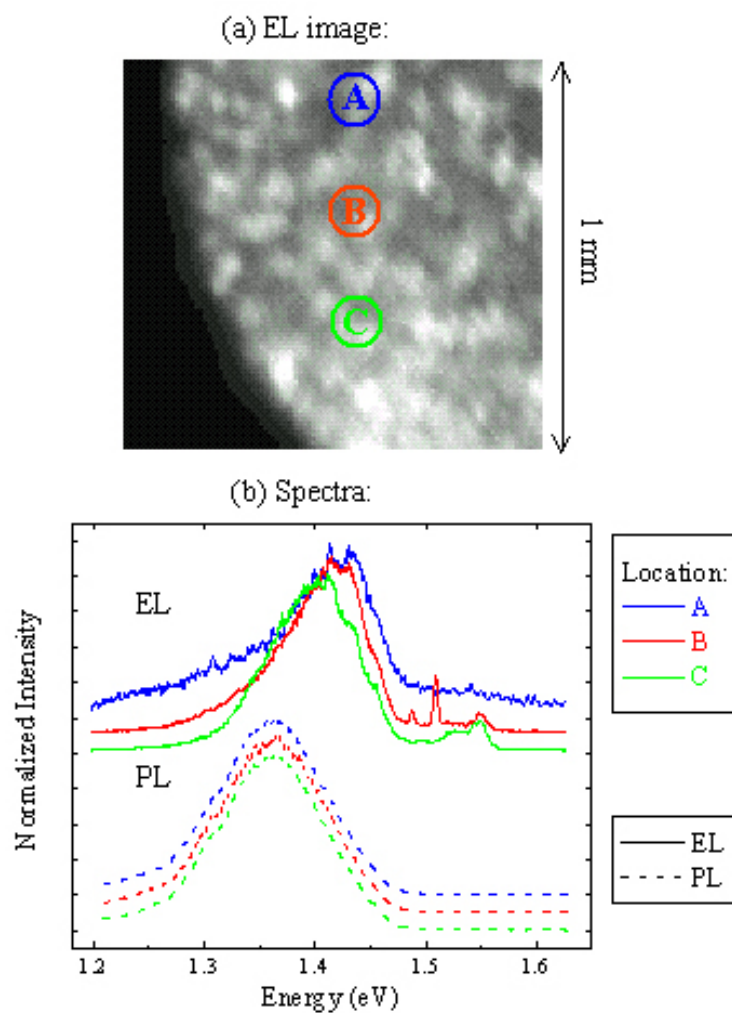 (a) EL image:
A
B
C
1 mm
(b) Spectra:
EL
PL
Normalized Intensity
1.2 1.3 1.4 1.5 1.6
Energy (eV)
Location:
A
B
C
EL
PL